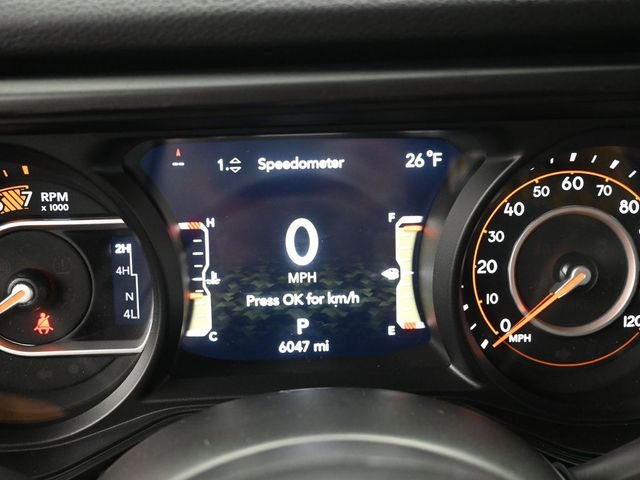 1. Speedometer 26°F
7 RPM
x 1000
2H
4H
N
4L
H
C
0
MPH
Press OK for km/h
P
6047 mi
F
E
0 10 20 30 40 50 60 70 80 120
MPH